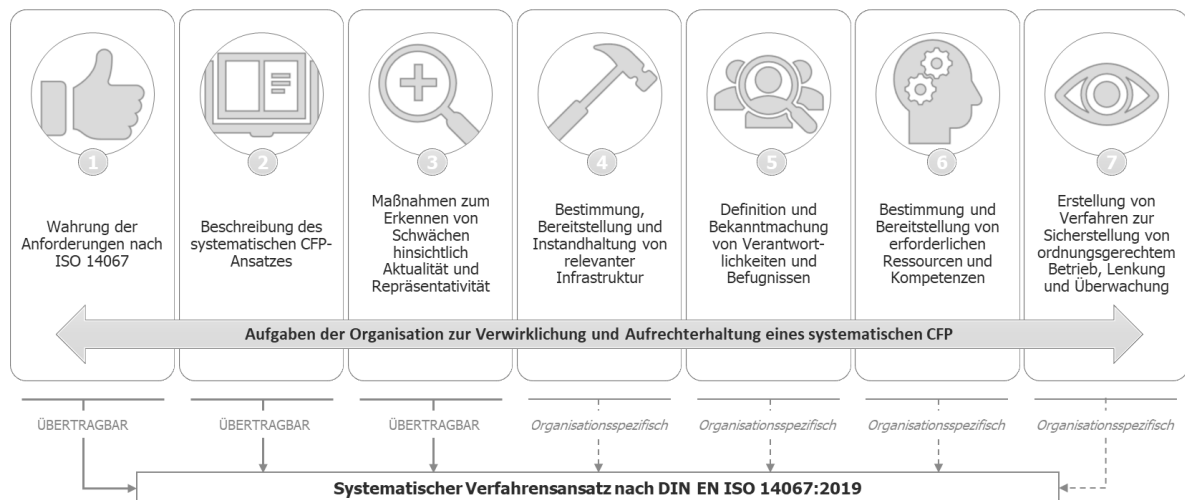 1
Wahrung der
Anforderungen nach
ISO 14067
2
Beschreibung des
systematischen CFP-
Ansatzes
3
Maßnahmen zum
Erkennen von
Schwächen
hinsichtlich
Aktualität und
Repräsentativität
4
Bestimmung,
Bereitstellung und
Instandhaltung von
relevanter
Infrastruktur
5
Definition und
Bekanntmachung
von Verantwort-
lichkeiten und
Befugnissen
6
Bestimmung und
Bereitstellung von
erforderlichen
Ressourcen und
Kompetenzen
7
Erstellung von
Verfahren zur
Sicherstellung von
ordnungsgerechtem
Betrieb, Lenkung
und Überwachung
Aufgaben der Organisation zur Verwirklichung und Aufrechterhaltung eines systematischen CFP
ÜBERTRAGBAR
ÜBERTRAGBAR
ÜBERTRAGBAR
Organisationsspezifisch
Organisationsspezifisch
Organisationsspezifisch
Organisationsspezifisch
Systematischer Verfahrensansatz nach DIN EN ISO 14067:2019